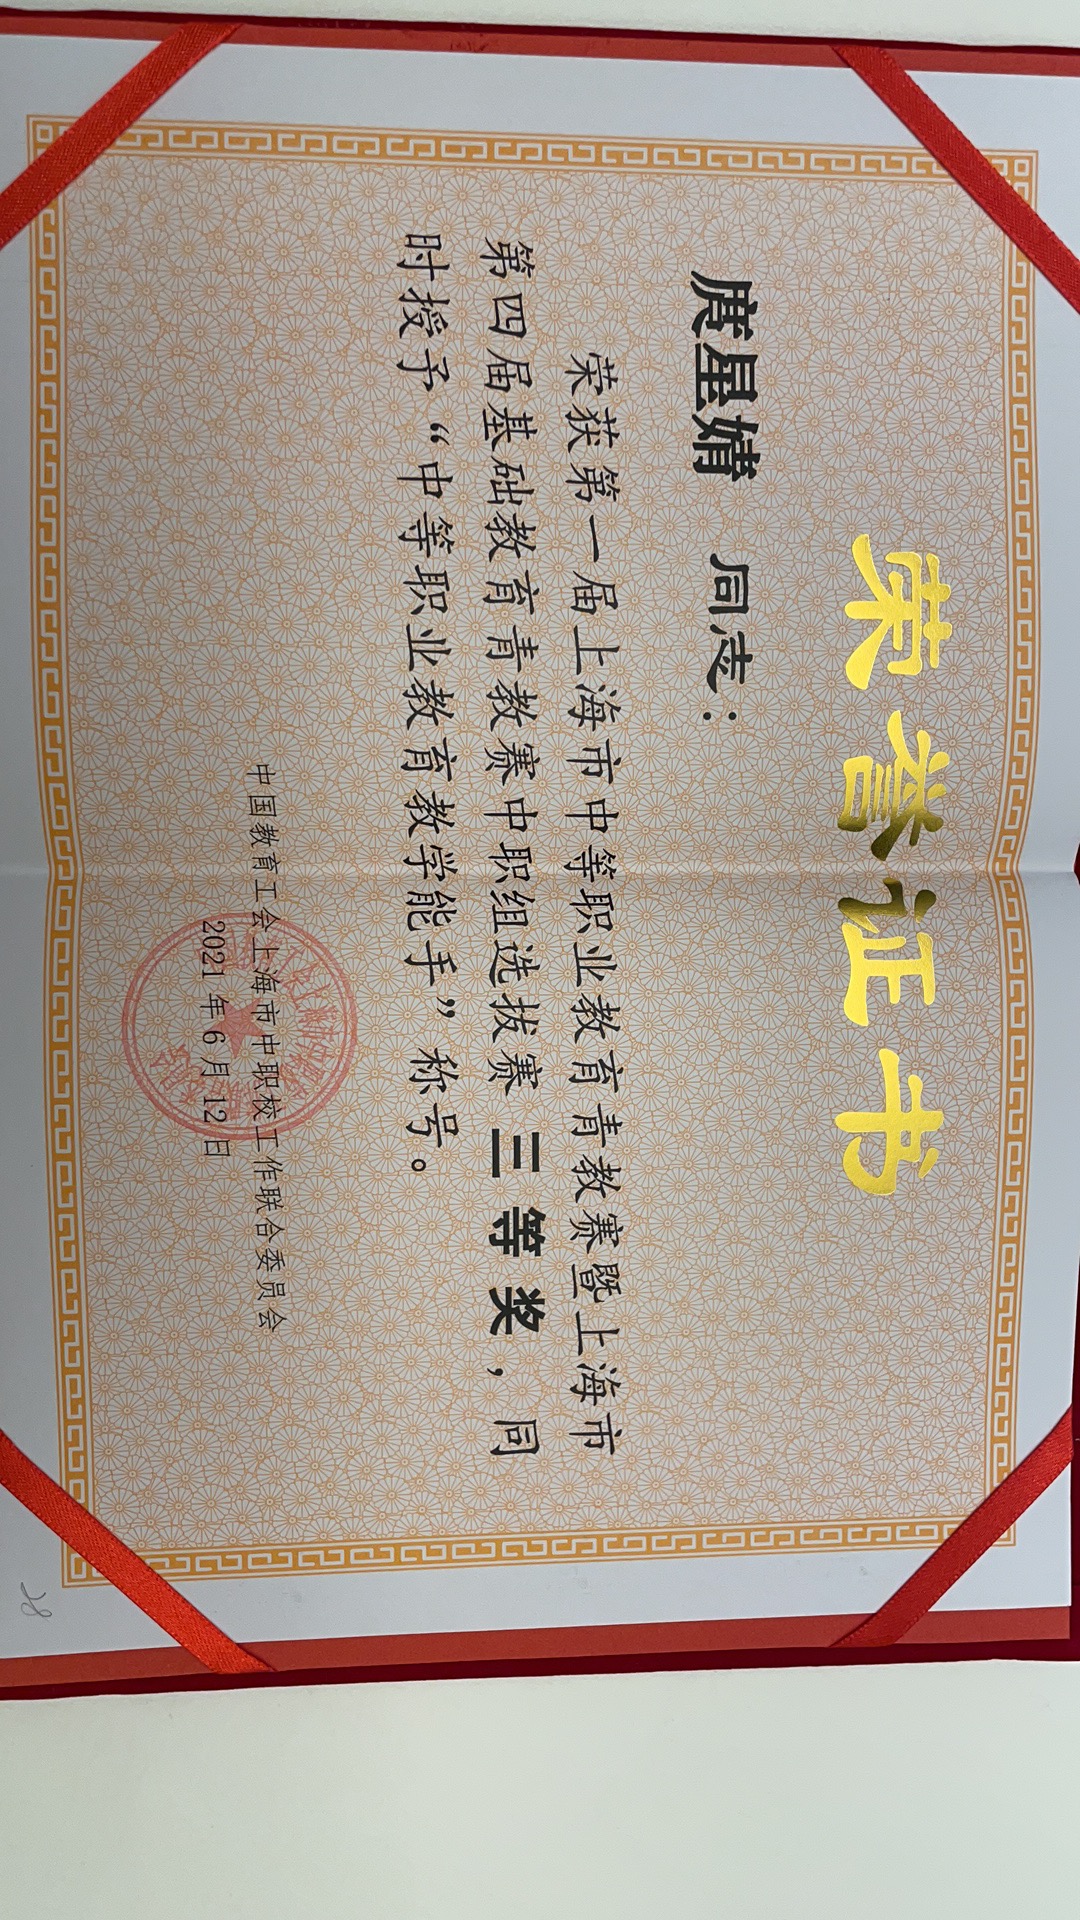 荣誉证书
唐星婧 同志：
荣获第一届上海市中等职业教育青教赛暨上海市
第四届基础教育青教赛中职组选拔赛 三等奖，同
时授予“中等职业教育教学能手”称号。
中国教育工会上海市中职校工作联合委员会
2021年6月12日